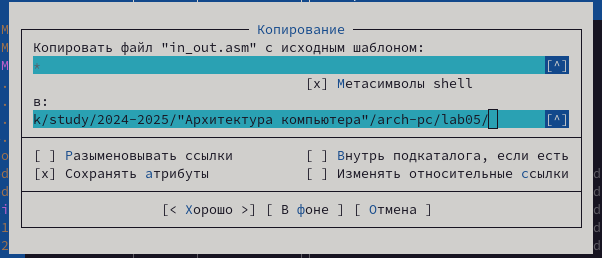 Копирование
Копировать файл "in_out.asm" с исходным шаблоном:
* [^]
[x] Метасимволы shell
в:
k/study/2024-2025/"Архитектура компьютера"/arch-pc/lab05/ [^]
[ ] Разыменовывать ссылки [ ] Внутрь подкаталога, если есть
[x] Сохранять атрибуты [ ] Изменять относительные ссылки
[< Хорошо >] [ В фоне ] [ Отмена ]